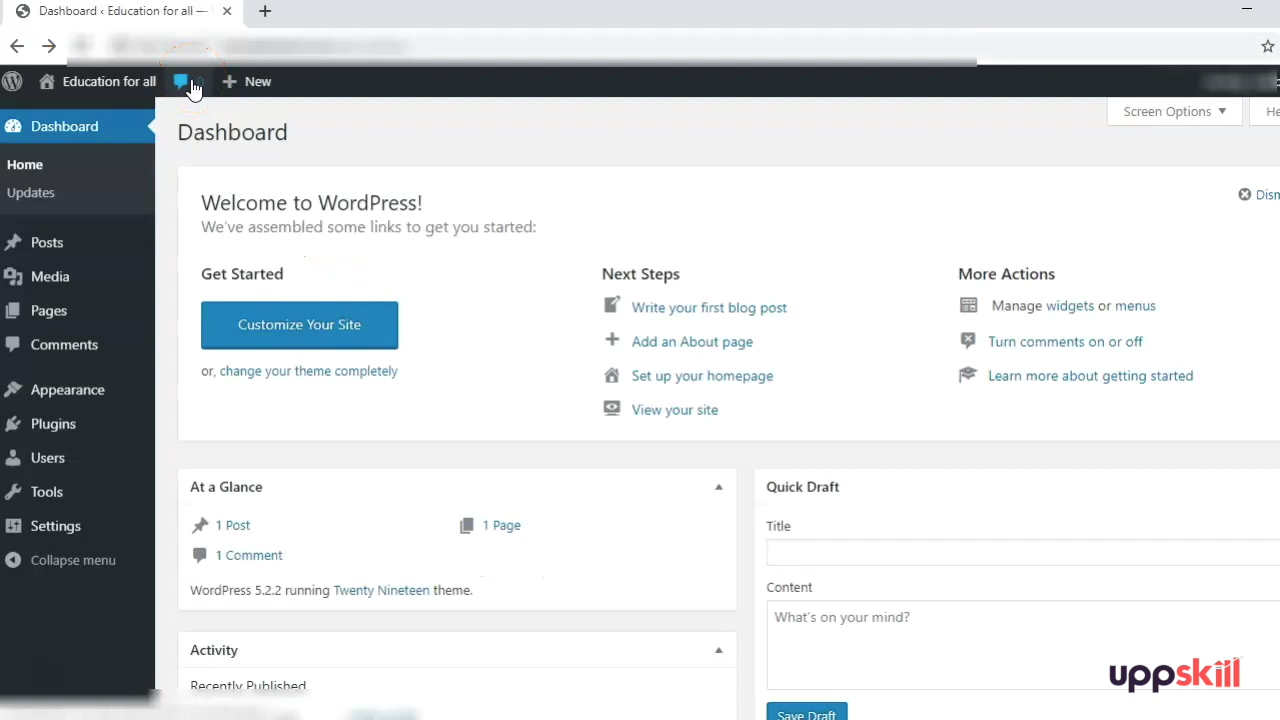 Dashboard ‹ Education for all —
Education for all
0
New
Screen Options
He
Dashboard
Home
Updates
Posts
Media
Pages
Comments
Appearance
Plugins
Users
Tools
Settings
Collapse menu
Dashboard
Welcome to WordPress!
Dism
We've assembled some links to get you started:
Get Started
Customize Your Site
or, change your theme completely
Next Steps
Write your first blog post
Add an About page
Set up your homepage
View your site
More Actions
Manage widgets or menus
Turn comments on or off
Learn more about getting started
At a Glance
1 Post
1 Page
1 Comment
WordPress 5.2.2 running Twenty Nineteen theme.
Activity
Recently Published
Quick Draft
Title
Content
What's on your mind?
Save Draft
uppskill